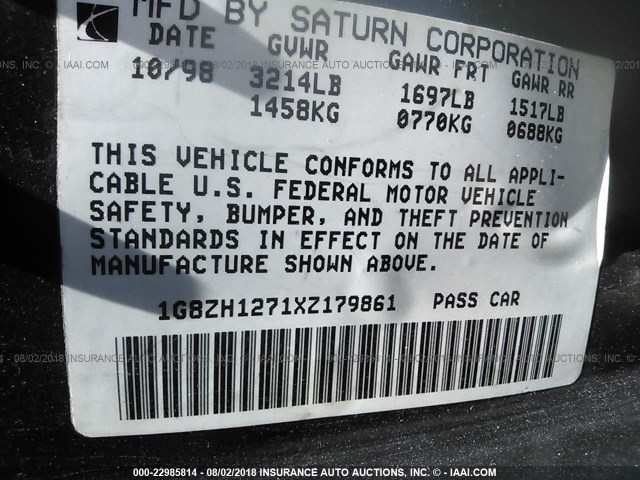 MFD BY SATURN CORPORATION
DATE GVWR GAWR FRT GAWR RR
10/98 3214LB 1697LB 1517LB
1458KG 0770KG 0688KG
THIS VEHICLE CONFORMS TO ALL APPLI-
CABLE U.S. FEDERAL MOTOR VEHICLE
SAFETY, BUMPER, AND THEFT PREVENTION
STANDARDS IN EFFECT ON THE DATE OF
MANUFACTURE SHOWN ABOVE.
1G8ZH1271XZ179861 PASS CAR
000-22985814 - 08/02/2018 INSURANCE AUTO AUCTIONS, INC. - © - IAAI.COM